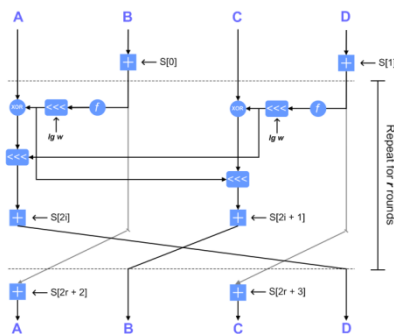 A B C D
S[0] S[1]
XOR <<< f XOR <<< f
lg w lg w
<<<
<<<
S[2i] S[2i + 1]
Repeat for r rounds
S[2r + 2] S[2r + 3]
A B C D